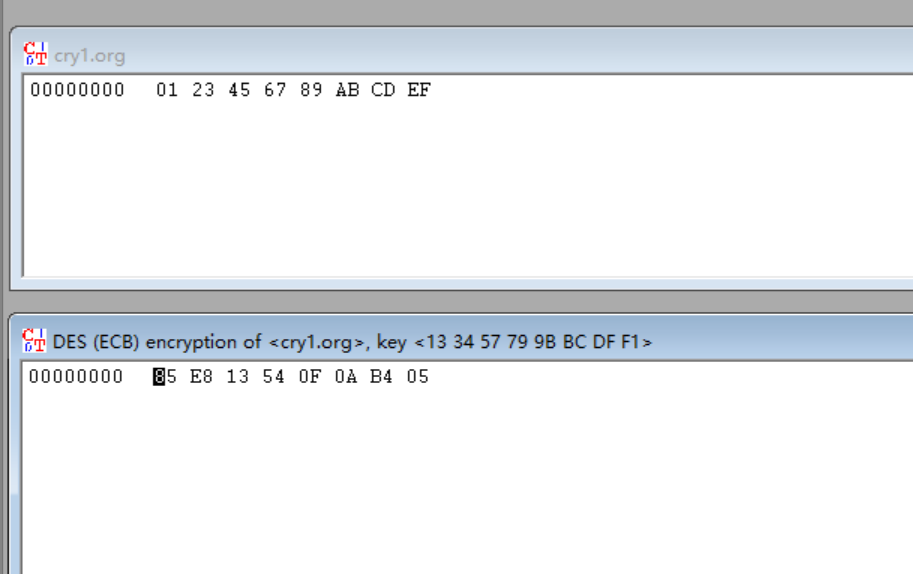 cry1.org
00000000 01 23 45 67 89 AB CD EF
DES (ECB) encryption of <cry1.org>, key <13 34 57 79 9B BC DF F1>
00000000 85 E8 13 54 0F 0A B4 05